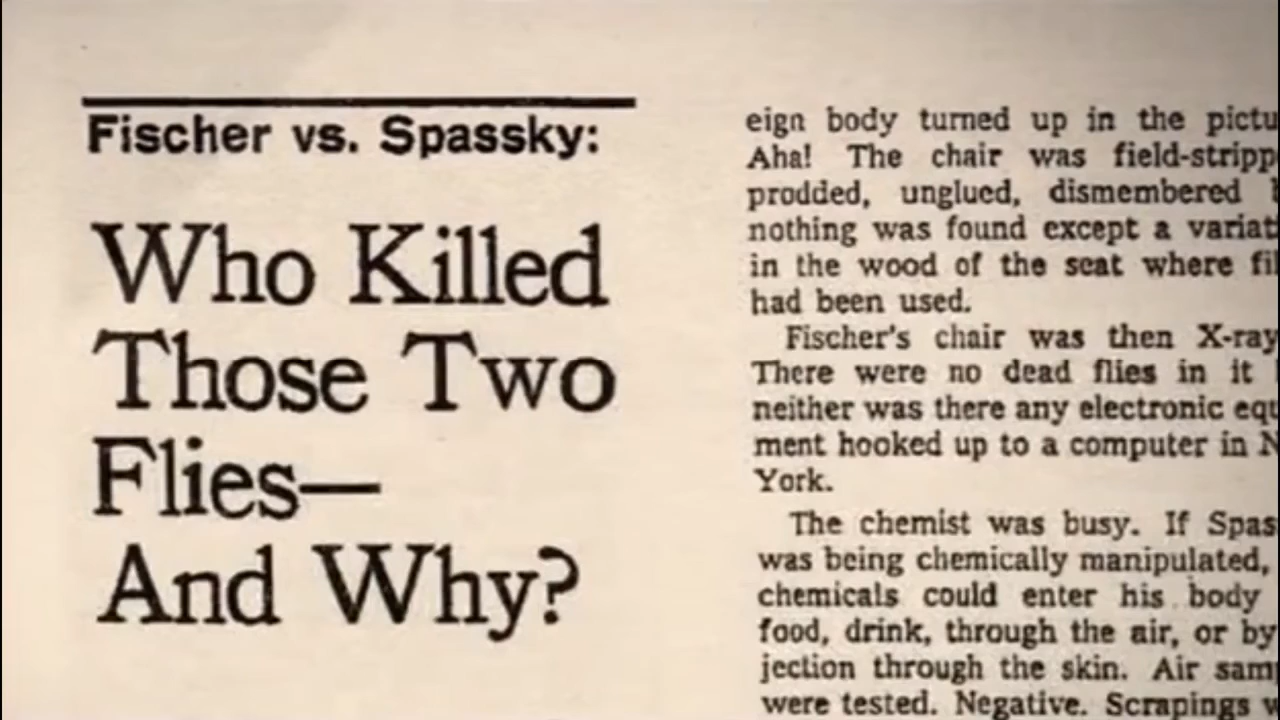 Fischer vs. Spassky:
Who Killed
Those Two
Flies—
And Why?
eign body turned up in the pictu
Aha! The chair was field-stripp
prodded, unglued, dismembered
nothing was found except a variat
in the wood of the seat where fil
had been used.
Fischer's chair was then X-ray
There were no dead flies in it
neither was there any electronic equ
ment hooked up to a computer in N
York.
The chemist was busy. If Spas
was being chemically manipulated,
chemicals could enter his body
food, drink, through the air, or by
jection through the skin. Air sam
were tested. Negative. Scrapings w